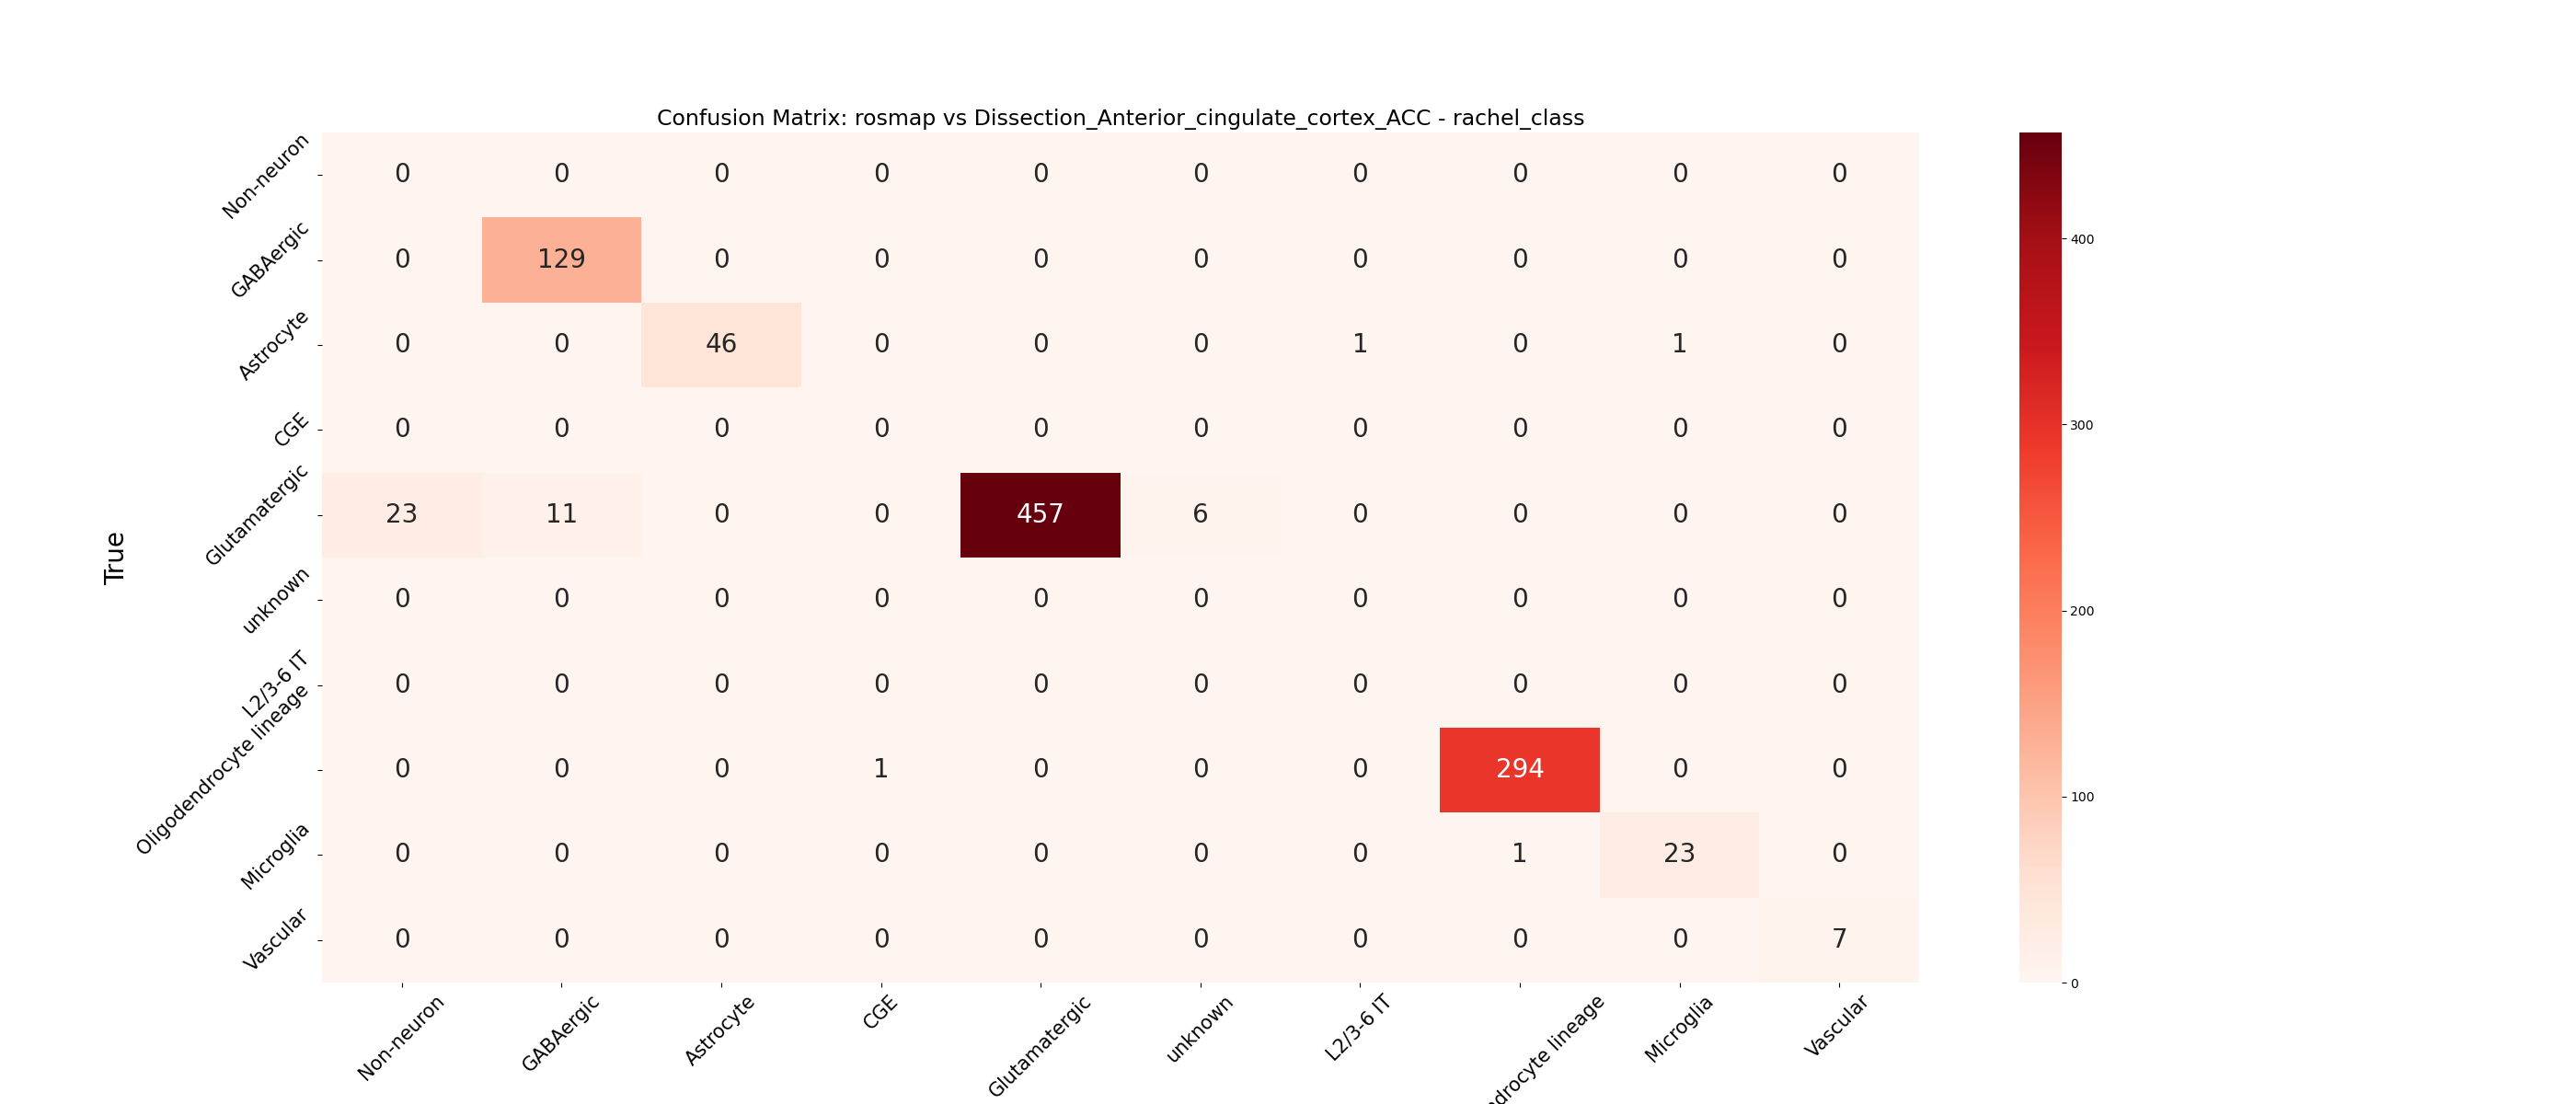 Confusion Matrix: rosmap vs Dissection_Anterior_cingulate_cortex_ACC - rachel_class
True
Non-neuron 0 0 0 0 0 0 0 0 0 0
GABAergic 0 129 0 0 0 0 0 0 0 0
Astrocyte 0 0 46 0 0 0 1 0 1 0
CGE 0 0 0 0 0 0 0 0 0 0
Glutamatergic 23 11 0 0 457 6 0 0 0 0
unknown 0 0 0 0 0 0 0 0 0 0
L2/3-6 IT 0 0 0 0 0 0 0 0 0 0
Oligodendrocyte lineage 0 0 0 1 0 0 0 294 0 0
Microglia 0 0 0 0 0 0 0 1 23 0
Vascular 0 0 0 0 0 0 0 0 0 7
Non-neuron GABAergic Astrocyte CGE Glutamatergic unknown L2/3-6 IT ndrocyte lineage Microglia Vascular
400
300
200
100
0